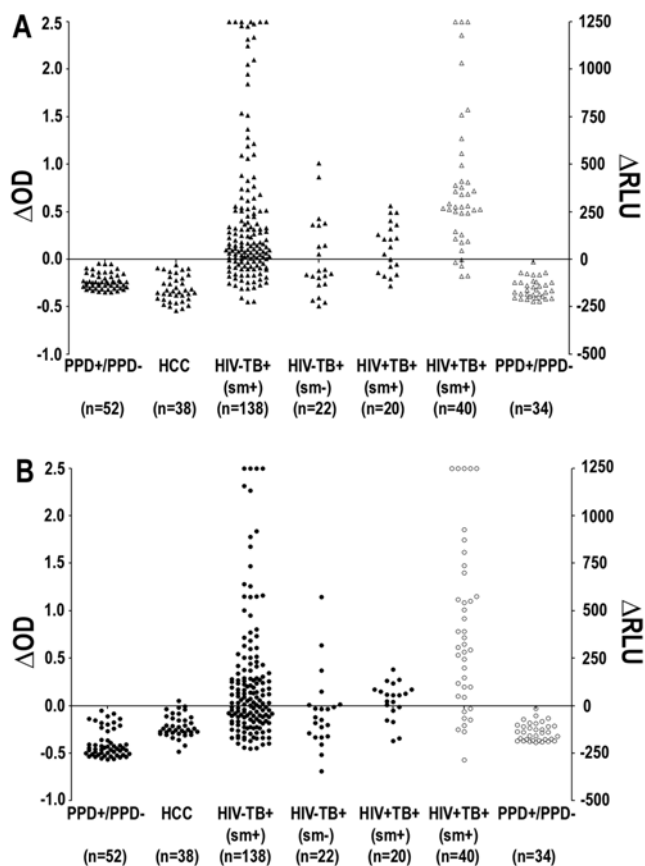 A
2.5
2.0
1.5
1.0
0.5
0.0
-0.5
-1.0
ΔOD
1250
1000
750
500
250
0
-250
-500
ΔRLU
PPD+/PPD- HCC HIV-TB+ HIV-TB+ HIV+TB+ HIV+TB+ PPD+/PPD-
(sm+) (sm-) (sm+) (sm+)
(n=52) (n=38) (n=138) (n=22) (n=20) (n=40) (n=34)
B
2.5
2.0
1.5
1.0
0.5
0.0
-0.5
-1.0
ΔOD
1250
1000
750
500
250
0
-250
-500
ΔRLU
PPD+/PPD- HCC HIV-TB+ HIV-TB+ HIV+TB+ HIV+TB+ PPD+/PPD-
(sm+) (sm-) (sm+) (sm+)
(n=52) (n=38) (n=138) (n=22) (n=20) (n=40) (n=34)